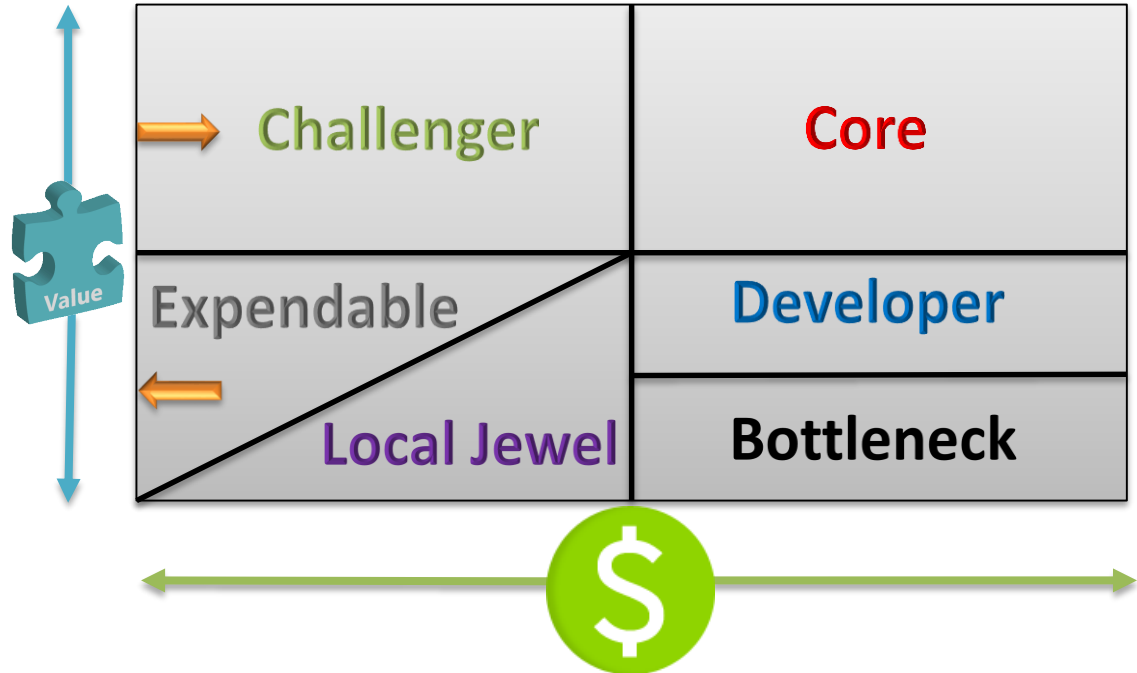 Challenger
Core
Value
Expendable
Developer
Local Jewel
Bottleneck
$